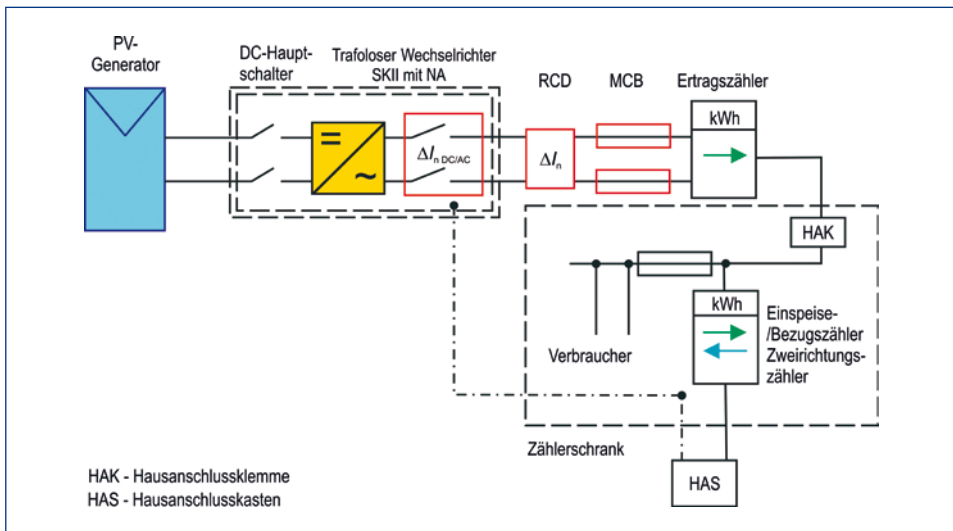 PV-
Generator
DC-Haupt-
schalter
Trafoloser Wechselrichter
SKII mit NA
RCD
MCB
Ertragszähler
kWh
=
~
ΔIn DC/AC
ΔIn
HAK
kWh
Einspeise-
/Bezugszähler
Zweirichtungs-
zähler
Verbraucher
Zählerschrank
HAS
HAK - Hausanschlussklemme
HAS - Hausanschlusskasten